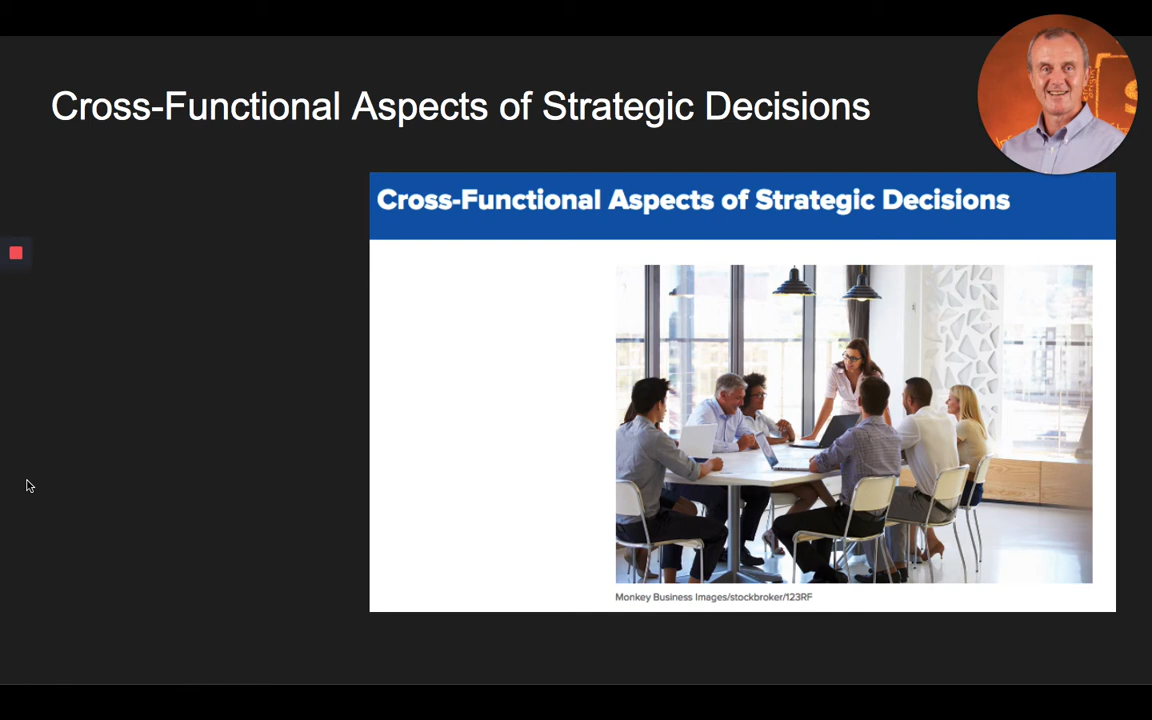 Cross-Functional Aspects of Strategic Decisions
Cross-Functional Aspects of Strategic Decisions
Monkey Business Images/stockbroker/123RF